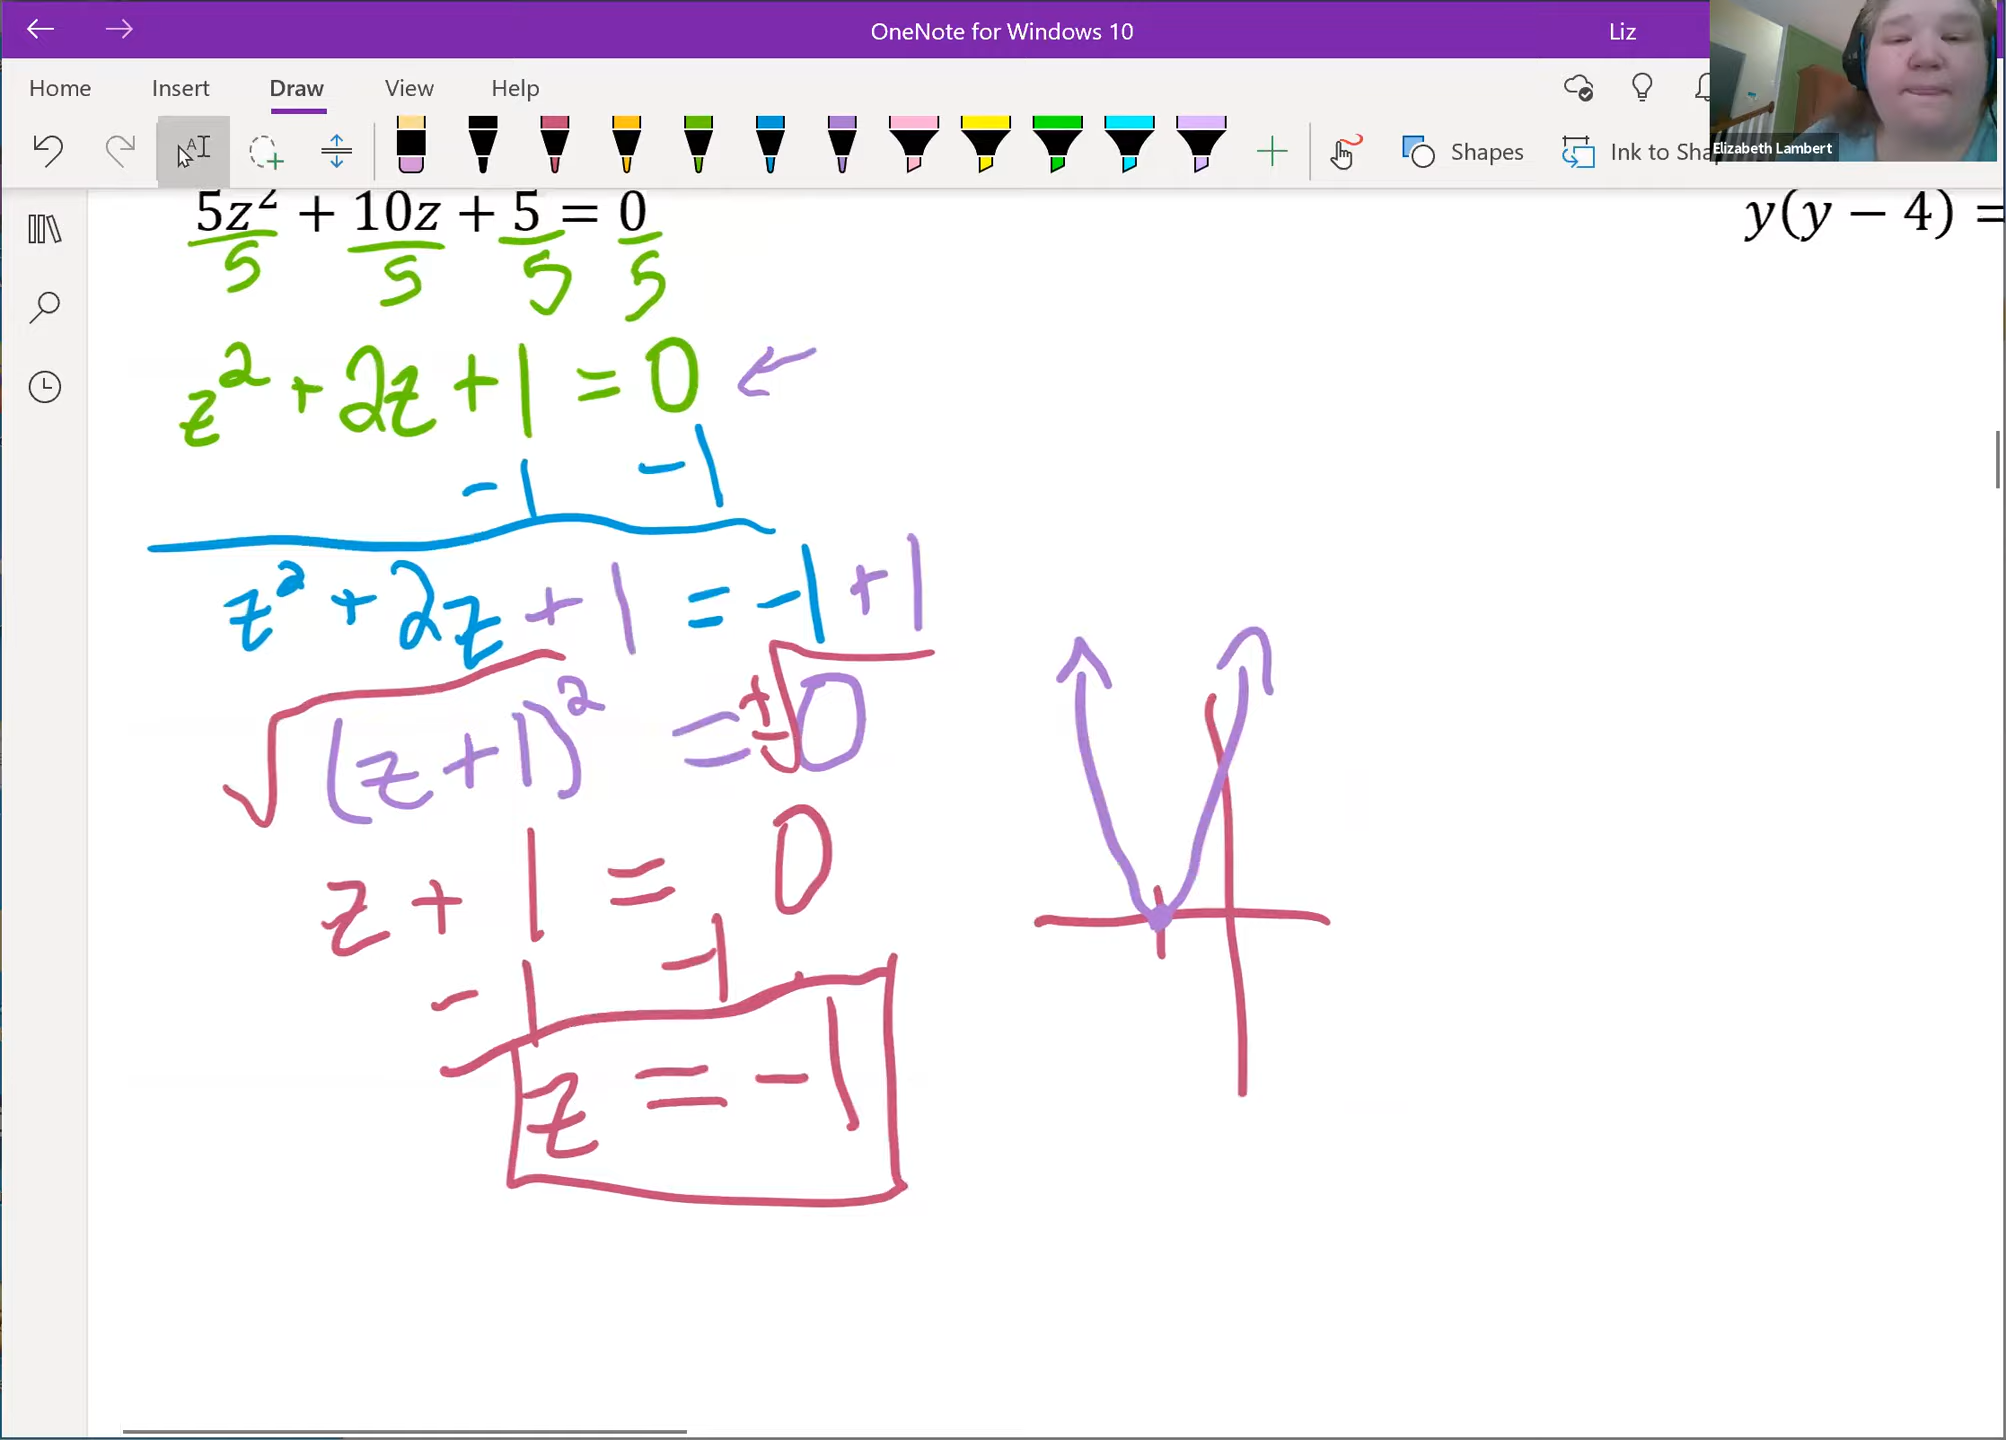 OneNote for Windows 10
Liz
Home Insert Draw View Help
Shapes
Ink to Sha
Elizabeth Lambert
5z² + 10z + 5 = 0
5 5 5 5
y(y − 4) =
z² + 2z + 1 = 0
-1 -1
z² + 2z + 1 = -1 + 1
√(z+1)² = ±√0
z + 1 = 0
- 1 -1
z = -1